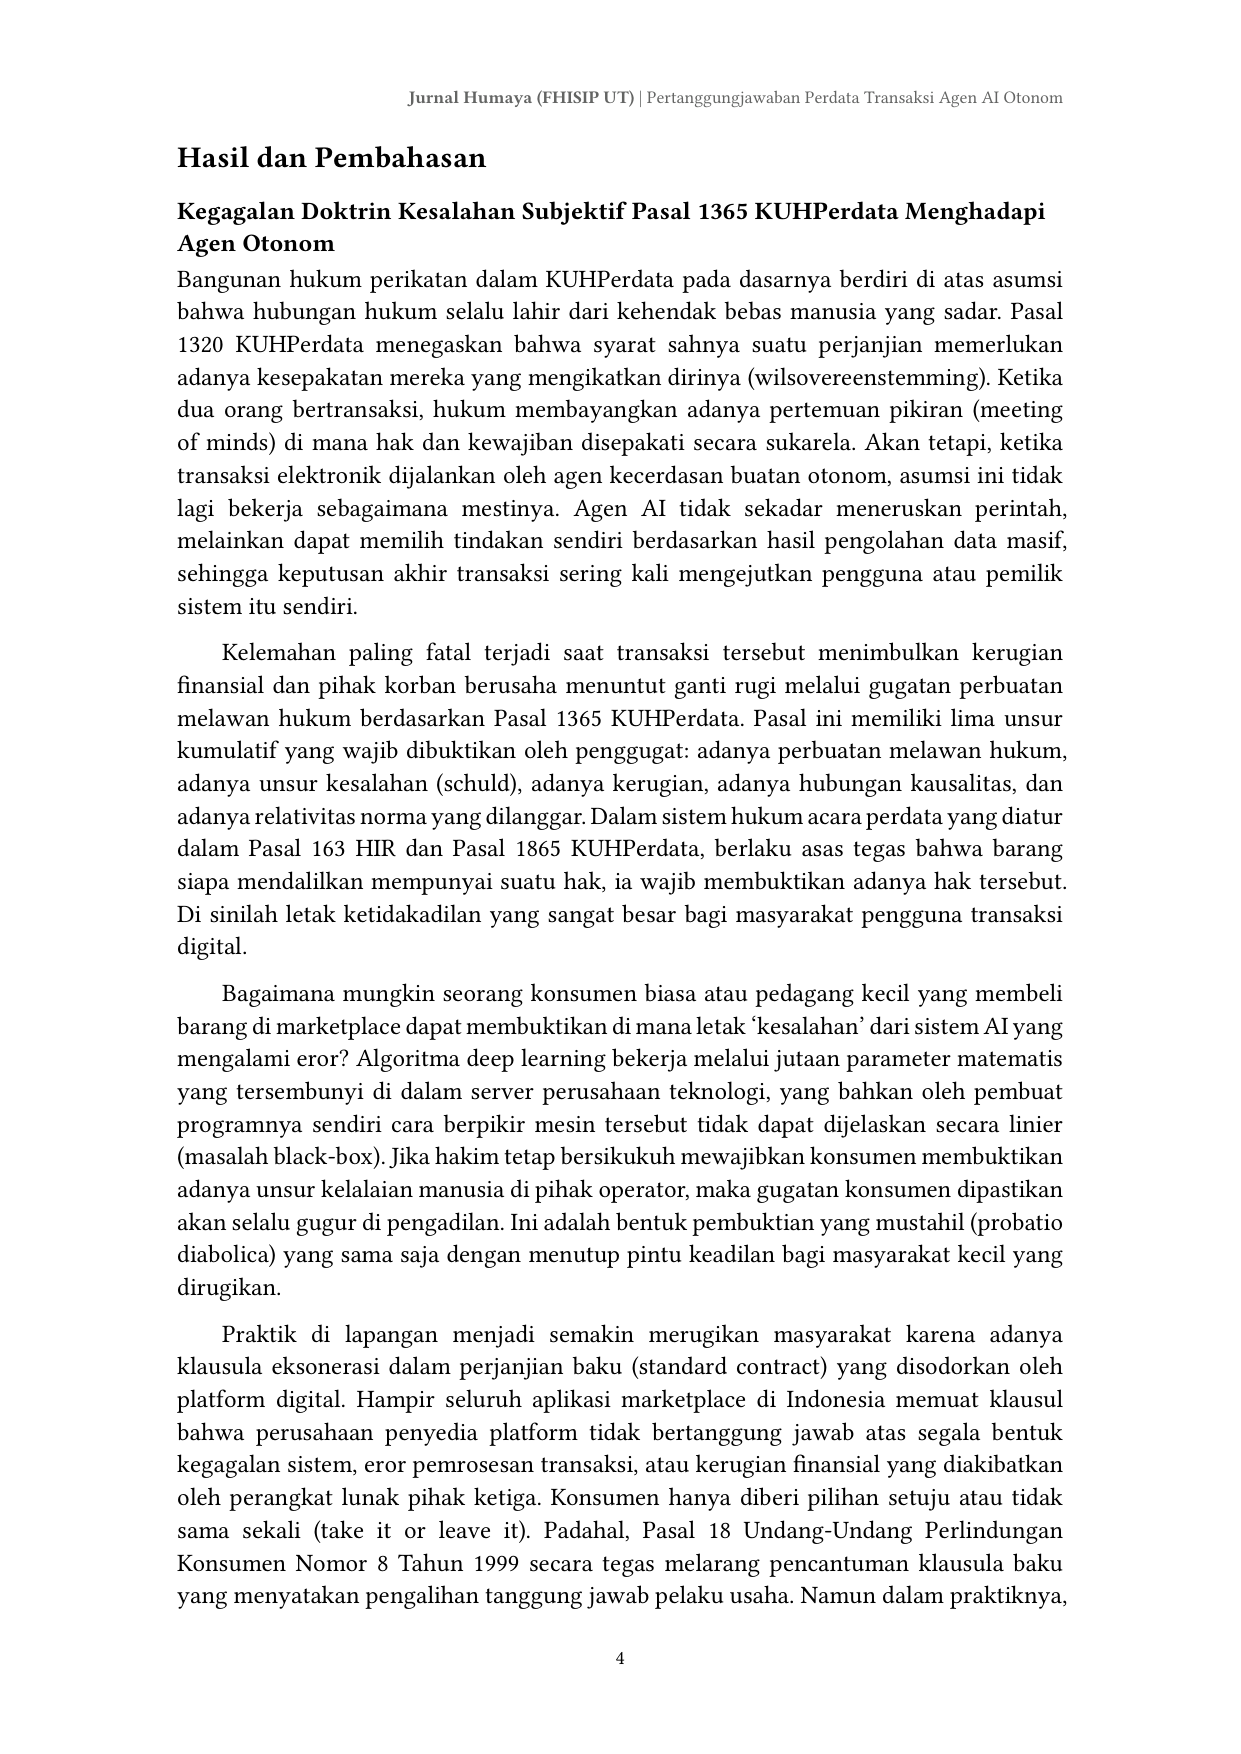 Jurnal Humaya (FHISIP UT) | Pertanggungjawaban Perdata Transaksi Agen AI Otonom
Hasil dan Pembahasan
Kegagalan Doktrin Kesalahan Subjektif Pasal 1365 KUHPerdata Menghadapi
Agen Otonom
Bangunan hukum perikatan dalam KUHPerdata pada dasarnya berdiri di atas asumsi
bahwa hubungan hukum selalu lahir dari kehendak bebas manusia yang sadar. Pasal
1320 KUHPerdata menegaskan bahwa syarat sahnya suatu perjanjian memerlukan
adanya kesepakatan mereka yang mengikatkan dirinya (wilsovereenstemming). Ketika
dua orang bertransaksi, hukum membayangkan adanya pertemuan pikiran (meeting
of minds) di mana hak dan kewajiban disepakati secara sukarela. Akan tetapi, ketika
transaksi elektronik dijalankan oleh agen kecerdasan buatan otonom, asumsi ini tidak
lagi bekerja sebagaimana mestinya. Agen AI tidak sekadar meneruskan perintah,
melainkan dapat memilih tindakan sendiri berdasarkan hasil pengolahan data masif,
sehingga keputusan akhir transaksi sering kali mengejutkan pengguna atau pemilik
sistem itu sendiri.
Kelemahan paling fatal terjadi saat transaksi tersebut menimbulkan kerugian
finansial dan pihak korban berusaha menuntut ganti rugi melalui gugatan perbuatan
melawan hukum berdasarkan Pasal 1365 KUHPerdata. Pasal ini memiliki lima unsur
kumulatif yang wajib dibuktikan oleh penggugat: adanya perbuatan melawan hukum,
adanya unsur kesalahan (schuld), adanya kerugian, adanya hubungan kausalitas, dan
adanya relativitas norma yang dilanggar. Dalam sistem hukum acara perdata yang diatur
dalam Pasal 163 HIR dan Pasal 1865 KUHPerdata, berlaku asas tegas bahwa barang
siapa mendalilkan mempunyai suatu hak, ia wajib membuktikan adanya hak tersebut.
Di sinilah letak ketidakadilan yang sangat besar bagi masyarakat pengguna transaksi
digital.
Bagaimana mungkin seorang konsumen biasa atau pedagang kecil yang membeli
barang di marketplace dapat membuktikan di mana letak ‘kesalahan’ dari sistem AI yang
mengalami eror? Algoritma deep learning bekerja melalui jutaan parameter matematis
yang tersembunyi di dalam server perusahaan teknologi, yang bahkan oleh pembuat
programnya sendiri cara berpikir mesin tersebut tidak dapat dijelaskan secara linier
(masalah black-box). Jika hakim tetap bersikukuh mewajibkan konsumen membuktikan
adanya unsur kelalaian manusia di pihak operator, maka gugatan konsumen dipastikan
akan selalu gugur di pengadilan. Ini adalah bentuk pembuktian yang mustahil (probatio
diabolica) yang sama saja dengan menutup pintu keadilan bagi masyarakat kecil yang
dirugikan.
Praktik di lapangan menjadi semakin merugikan masyarakat karena adanya
klausula eksonerasi dalam perjanjian baku (standard contract) yang disodorkan oleh
platform digital. Hampir seluruh aplikasi marketplace di Indonesia memuat klausul
bahwa perusahaan penyedia platform tidak bertanggung jawab atas segala bentuk
kegagalan sistem, eror pemrosesan transaksi, atau kerugian finansial yang diakibatkan
oleh perangkat lunak pihak ketiga. Konsumen hanya diberi pilihan setuju atau tidak
sama sekali (take it or leave it). Padahal, Pasal 18 Undang-Undang Perlindungan
Konsumen Nomor 8 Tahun 1999 secara tegas melarang pencantuman klausula baku
yang menyatakan pengalihan tanggung jawab pelaku usaha. Namun dalam praktiknya,
4